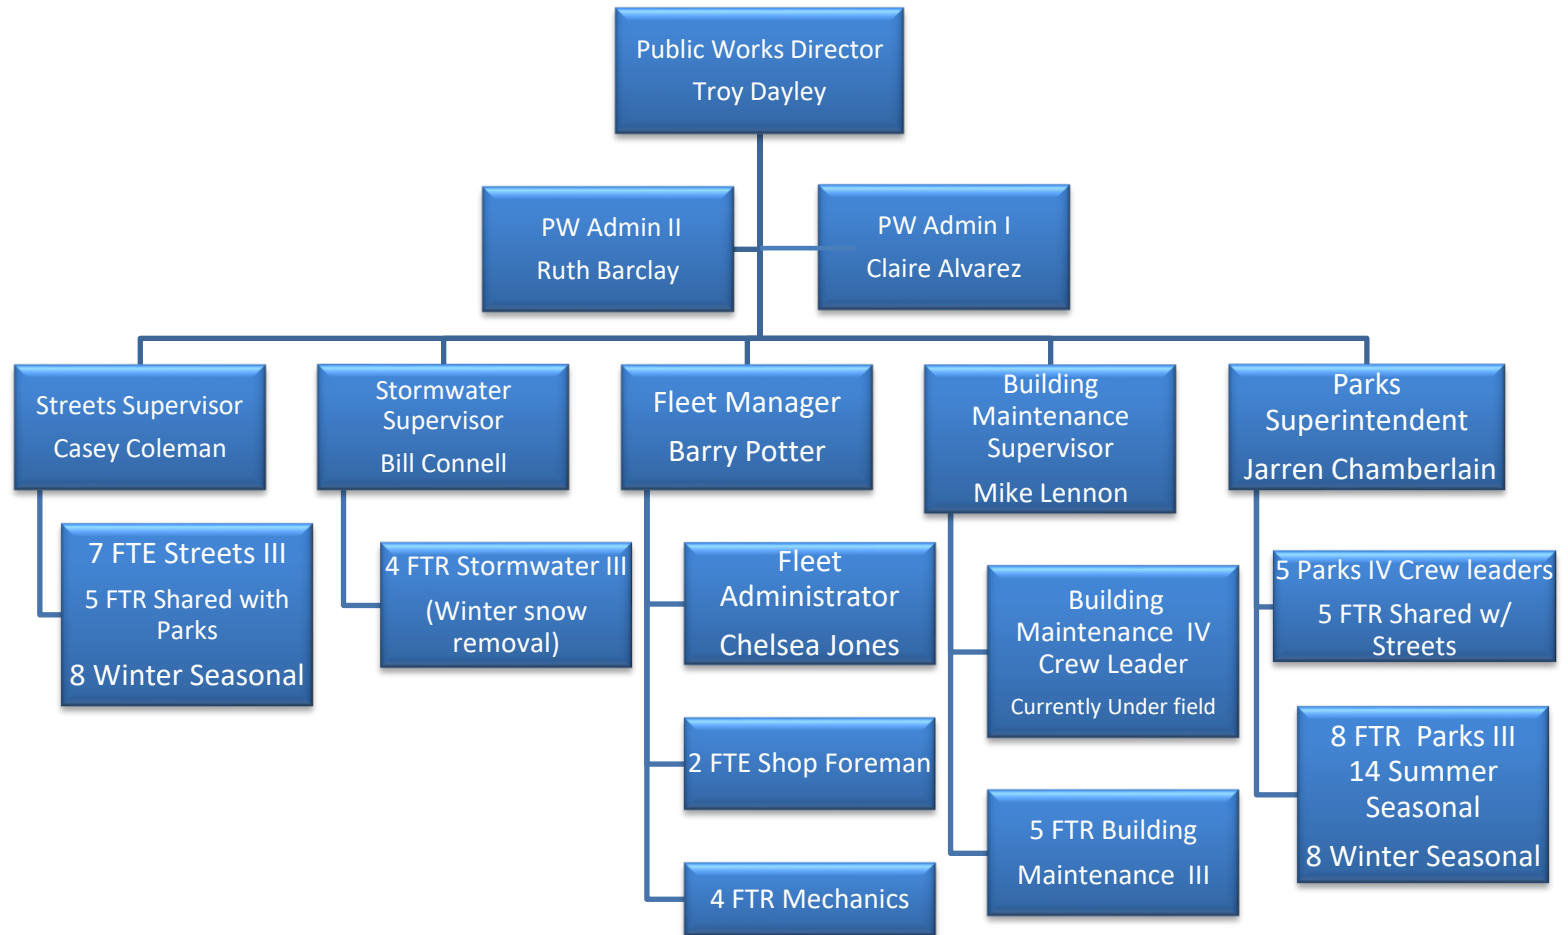 Public Works Director
Troy Dayley
PW Admin II
Ruth Barclay
PW Admin I
Claire Alvarez
Streets Supervisor
Casey Coleman
7 FTE Streets III
5 FTR Shared with
Parks
8 Winter Seasonal
Stormwater
Supervisor
Bill Connell
4 FTR Stormwater III
(Winter snow
removal)
Fleet Manager
Barry Potter
Fleet
Administrator
Chelsea Jones
2 FTE Shop Foreman
4 FTR Mechanics
Building
Maintenance
Supervisor
Mike Lennon
Building
Maintenance IV
Crew Leader
Currently Under field
5 FTR Building
Maintenance III
Parks
Superintendent
Jarren Chamberlain
5 Parks IV Crew leaders
5 FTR Shared w/
Streets
8 FTR Parks III
14 Summer
Seasonal
8 Winter Seasonal